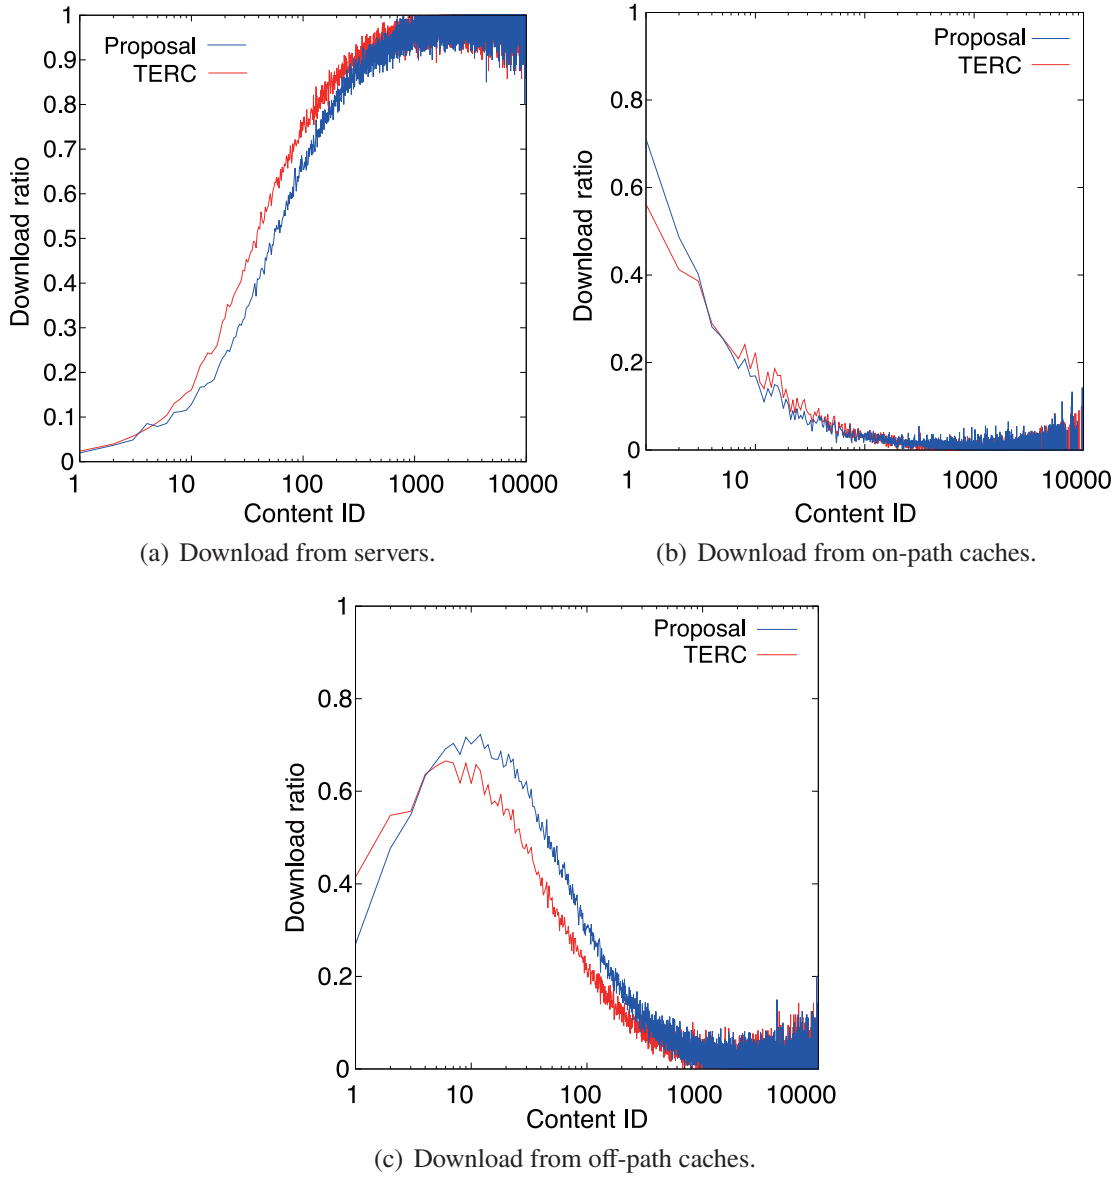 1
0.9
0.8
0.7
0.6
0.5
0.4
0.3
0.2
0.1
0
Download ratio
Proposal
TERC
1 10 100 1000 10000
Content ID
(a) Download from servers.
1
0.8
0.6
0.4
0.2
0
Download ratio
Proposal
TERC
1 10 100 1000 10000
Content ID
(b) Download from on-path caches.
1
0.8
0.6
0.4
0.2
0
Download ratio
Proposal
TERC
1 10 100 1000 10000
Content ID
(c) Download from off-path caches.